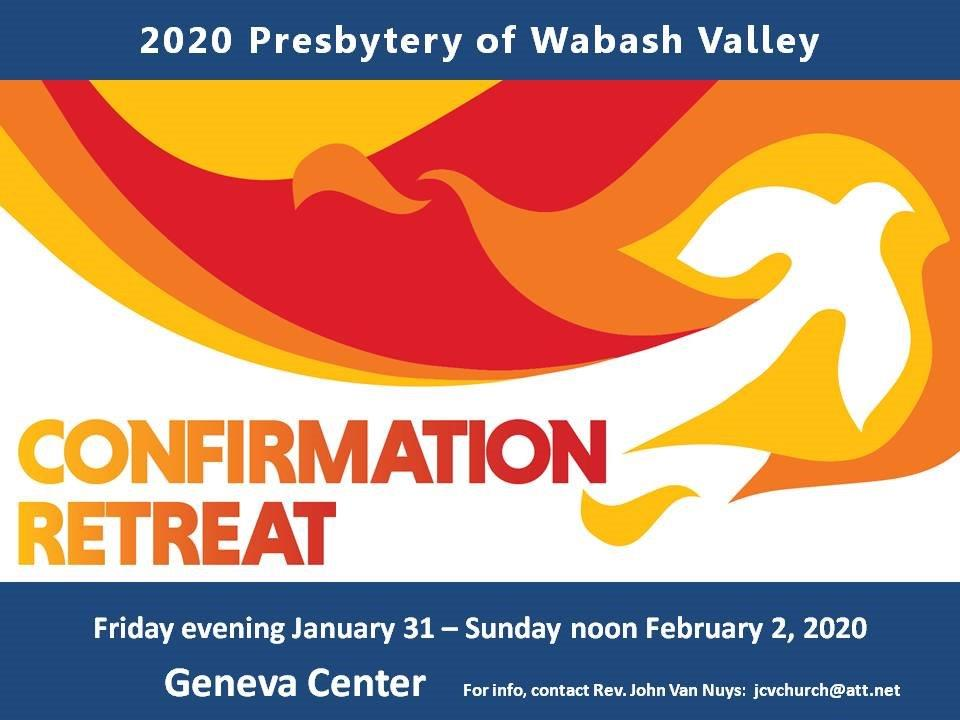 2020 Presbytery of Wabash Valley
CONFIRMATION
RETREAT
Friday evening January 31 – Sunday noon February 2, 2020
Geneva Center For info, contact Rev. John Van Nuys: jcvchurch@att.net